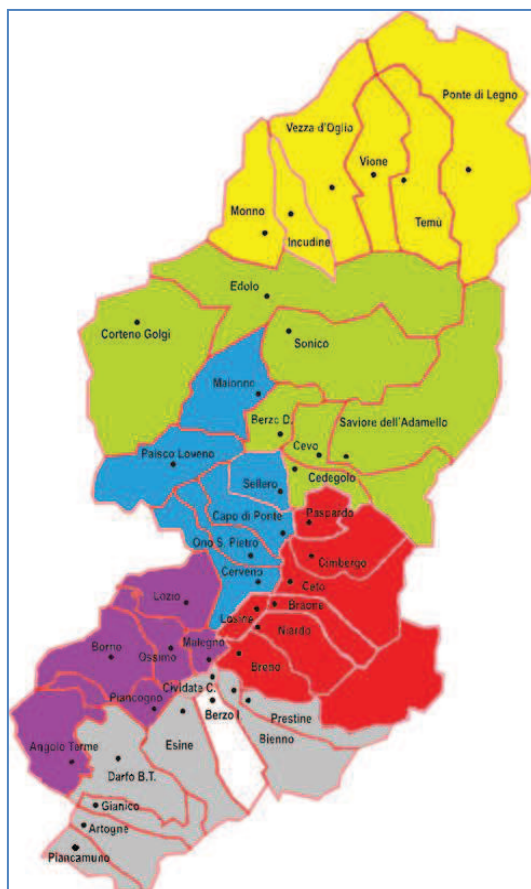 Ponte di Legno
Vezza d'Oglio
Vione
Monno
Temù
Incudine
Edolo
Corteno Golgi
Sonico
Malonno
Berzo D.
Saviore dell'Adamello
Cevo
Paisco Loveno
Cedegolo
Sellero
Paspardo
Capo di Ponte
Ono S. Pietro
Cimbergo
Cerveno
Ceto
Lozio
Braone
Losine
Niardo
Malegno
Borno
Ossimo
Breno
Cividate C.
Piancogno
Berzo I.
Prestine
Bienno
Esine
Angolo Terme
Darfo B.T.
Gianico
Artogne
Piancamuno